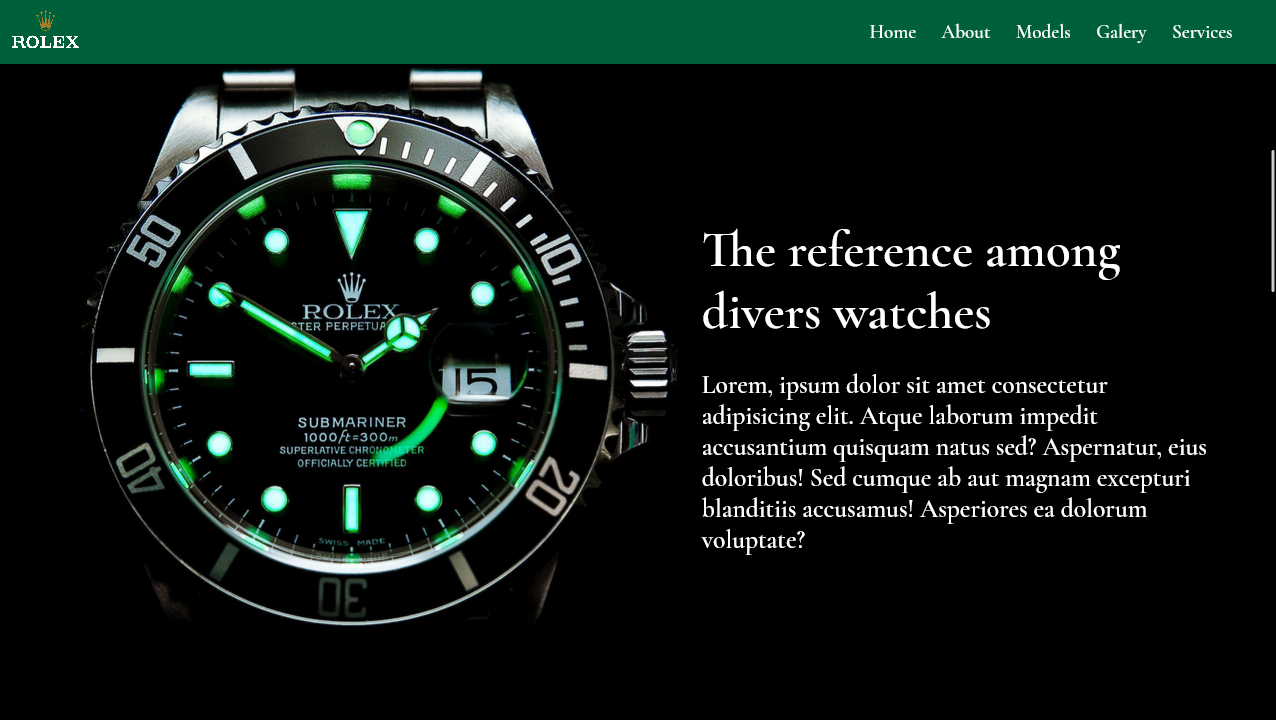 ROLEX
Home
About
Models
Galery
Services
50
10
40
20
30
ROLEX
STER PERPETUA E
15
SUBMARINER
1000ft=300m
SUPERLATIVE CHRONOMETER
OFFICIALLY CERTIFIED
SWISS MADE
The reference among
divers watches
Lorem, ipsum dolor sit amet consectetur
adipisicing elit. Atque laborum impedit
accusantium quisquam natus sed? Aspernatur, eius
doloribus! Sed cumque ab aut magnam excepturi
blanditiis accusamus! Asperiores ea dolorum
voluptate?